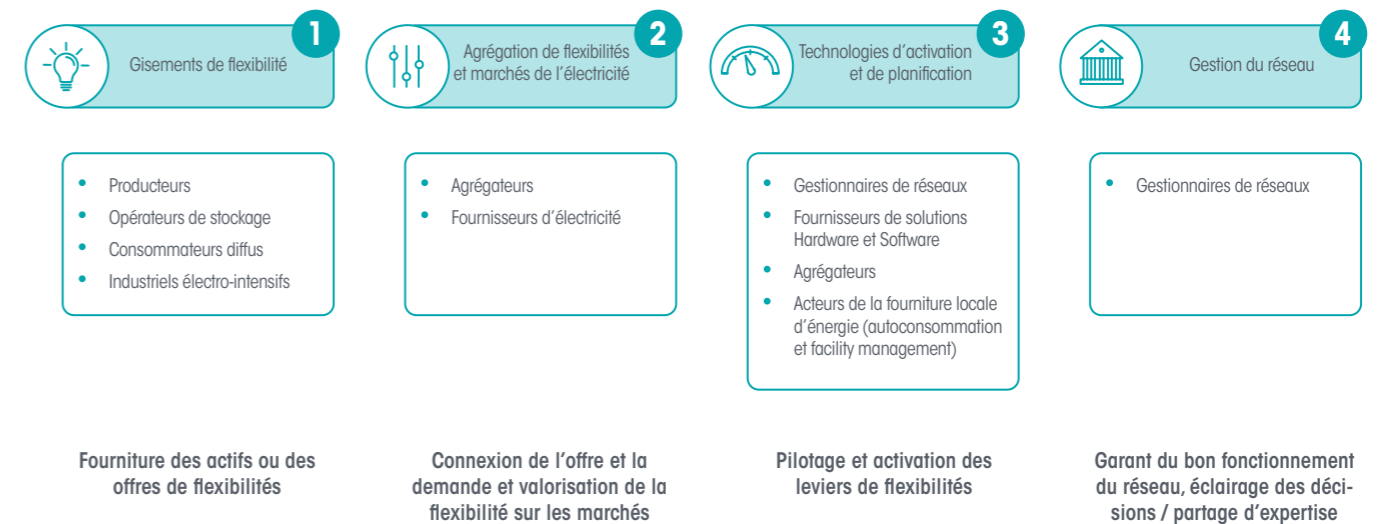 1
Gisements de flexibilité
2
Agrégation de flexibilités
et marchés de l'électricité
3
Technologies d'activation
et de planification
4
Gestion du réseau
• Producteurs
• Opérateurs de stockage
• Consommateurs diffus
• Industriels électro-intensifs
• Agrégateurs
• Fournisseurs d'électricité
• Gestionnaires de réseaux
• Fournisseurs de solutions
Hardware et Software
• Agrégateurs
• Acteurs de la fourniture locale
d'énergie (autoconsommation
et facility management)
• Gestionnaires de réseaux
Fourniture des actifs ou des
offres de flexibilités
Connexion de l'offre et la
demande et valorisation de la
flexibilité sur les marchés
Pilotage et activation des
leviers de flexibilités
Garant du bon fonctionnement
du réseau, éclairage des déci-
sions / partage d'expertise